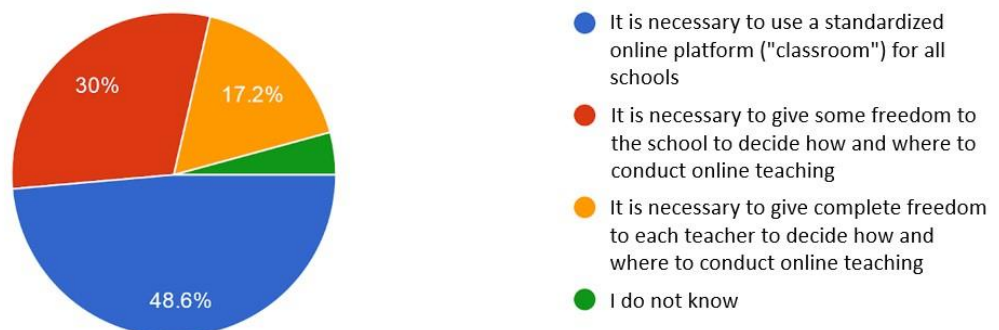 30%
17.2%
48.6%
It is necessary to use a standardized
online platform ("classroom") for all
schools
It is necessary to give some freedom to
the school to decide how and where to
conduct online teaching
It is necessary to give complete freedom
to each teacher to decide how and
where to conduct online teaching
I do not know